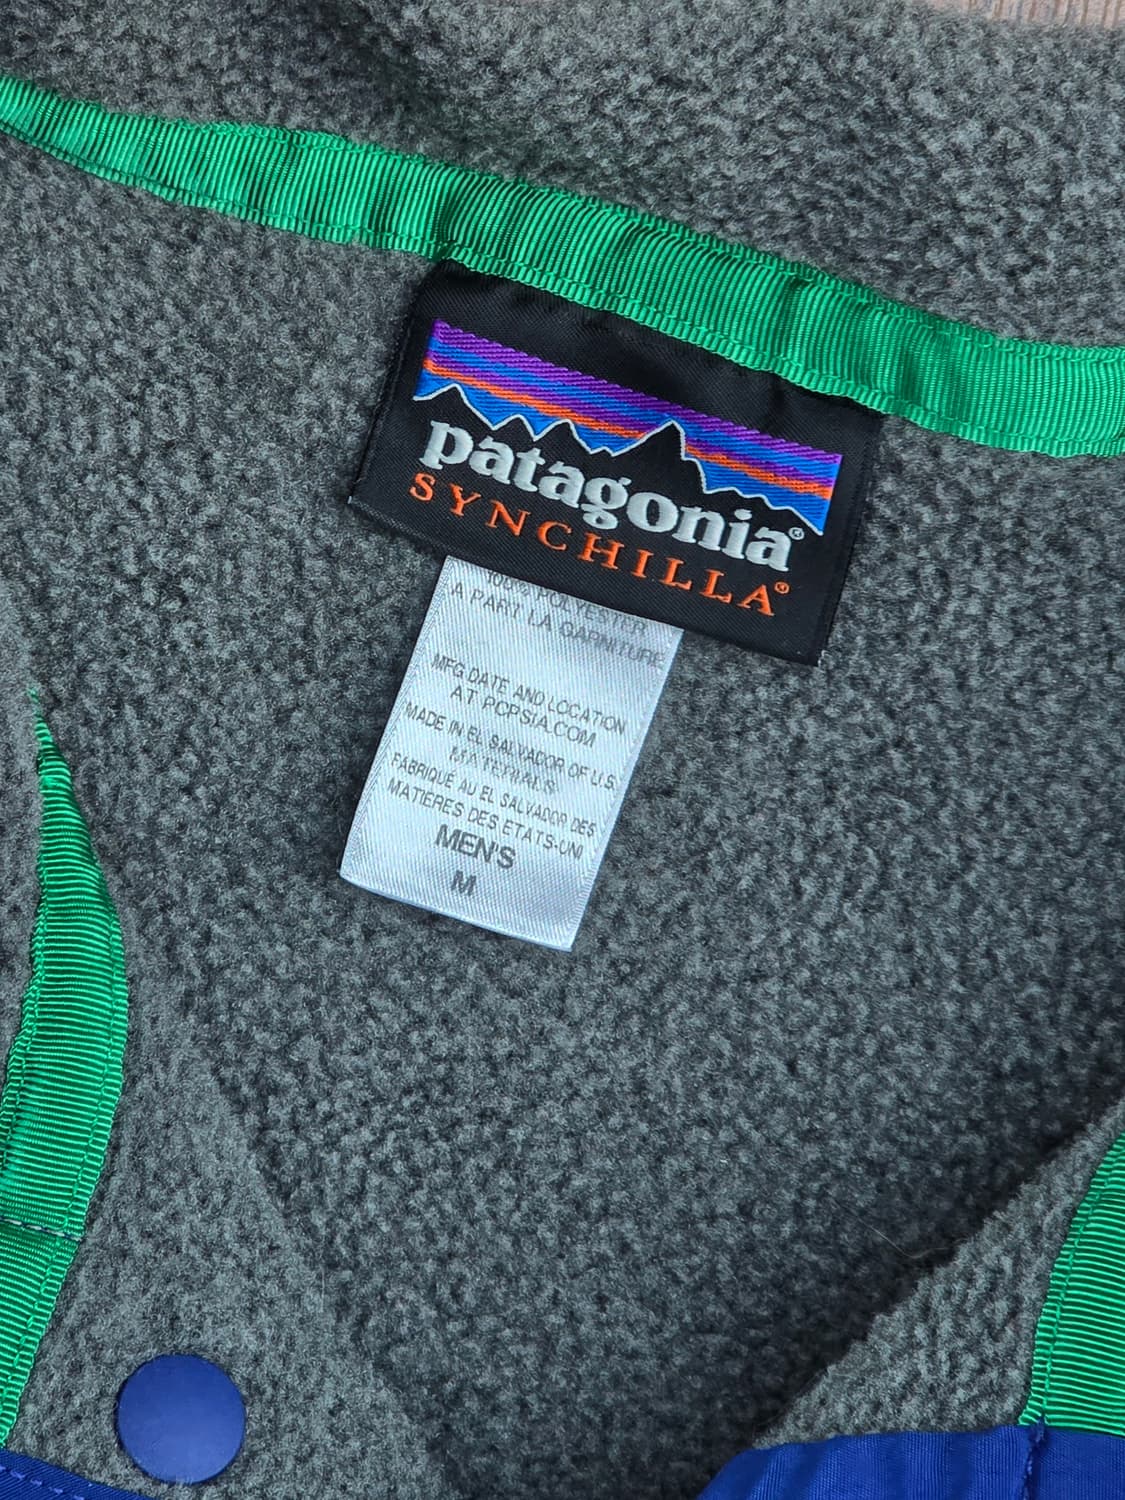 patagonia®
SYNCHILLA®
100% POLYESTER
A PART LA GARNITURE
MFG DATE AND LOCATION
AT PCPSIA.COM
MADE IN EL SALVADOR OF U.S.
MATERIALS
FABRIQUÉ AU EL SALVADOR DES
MATIERES DES ETATS-UNI
MEN'S
M